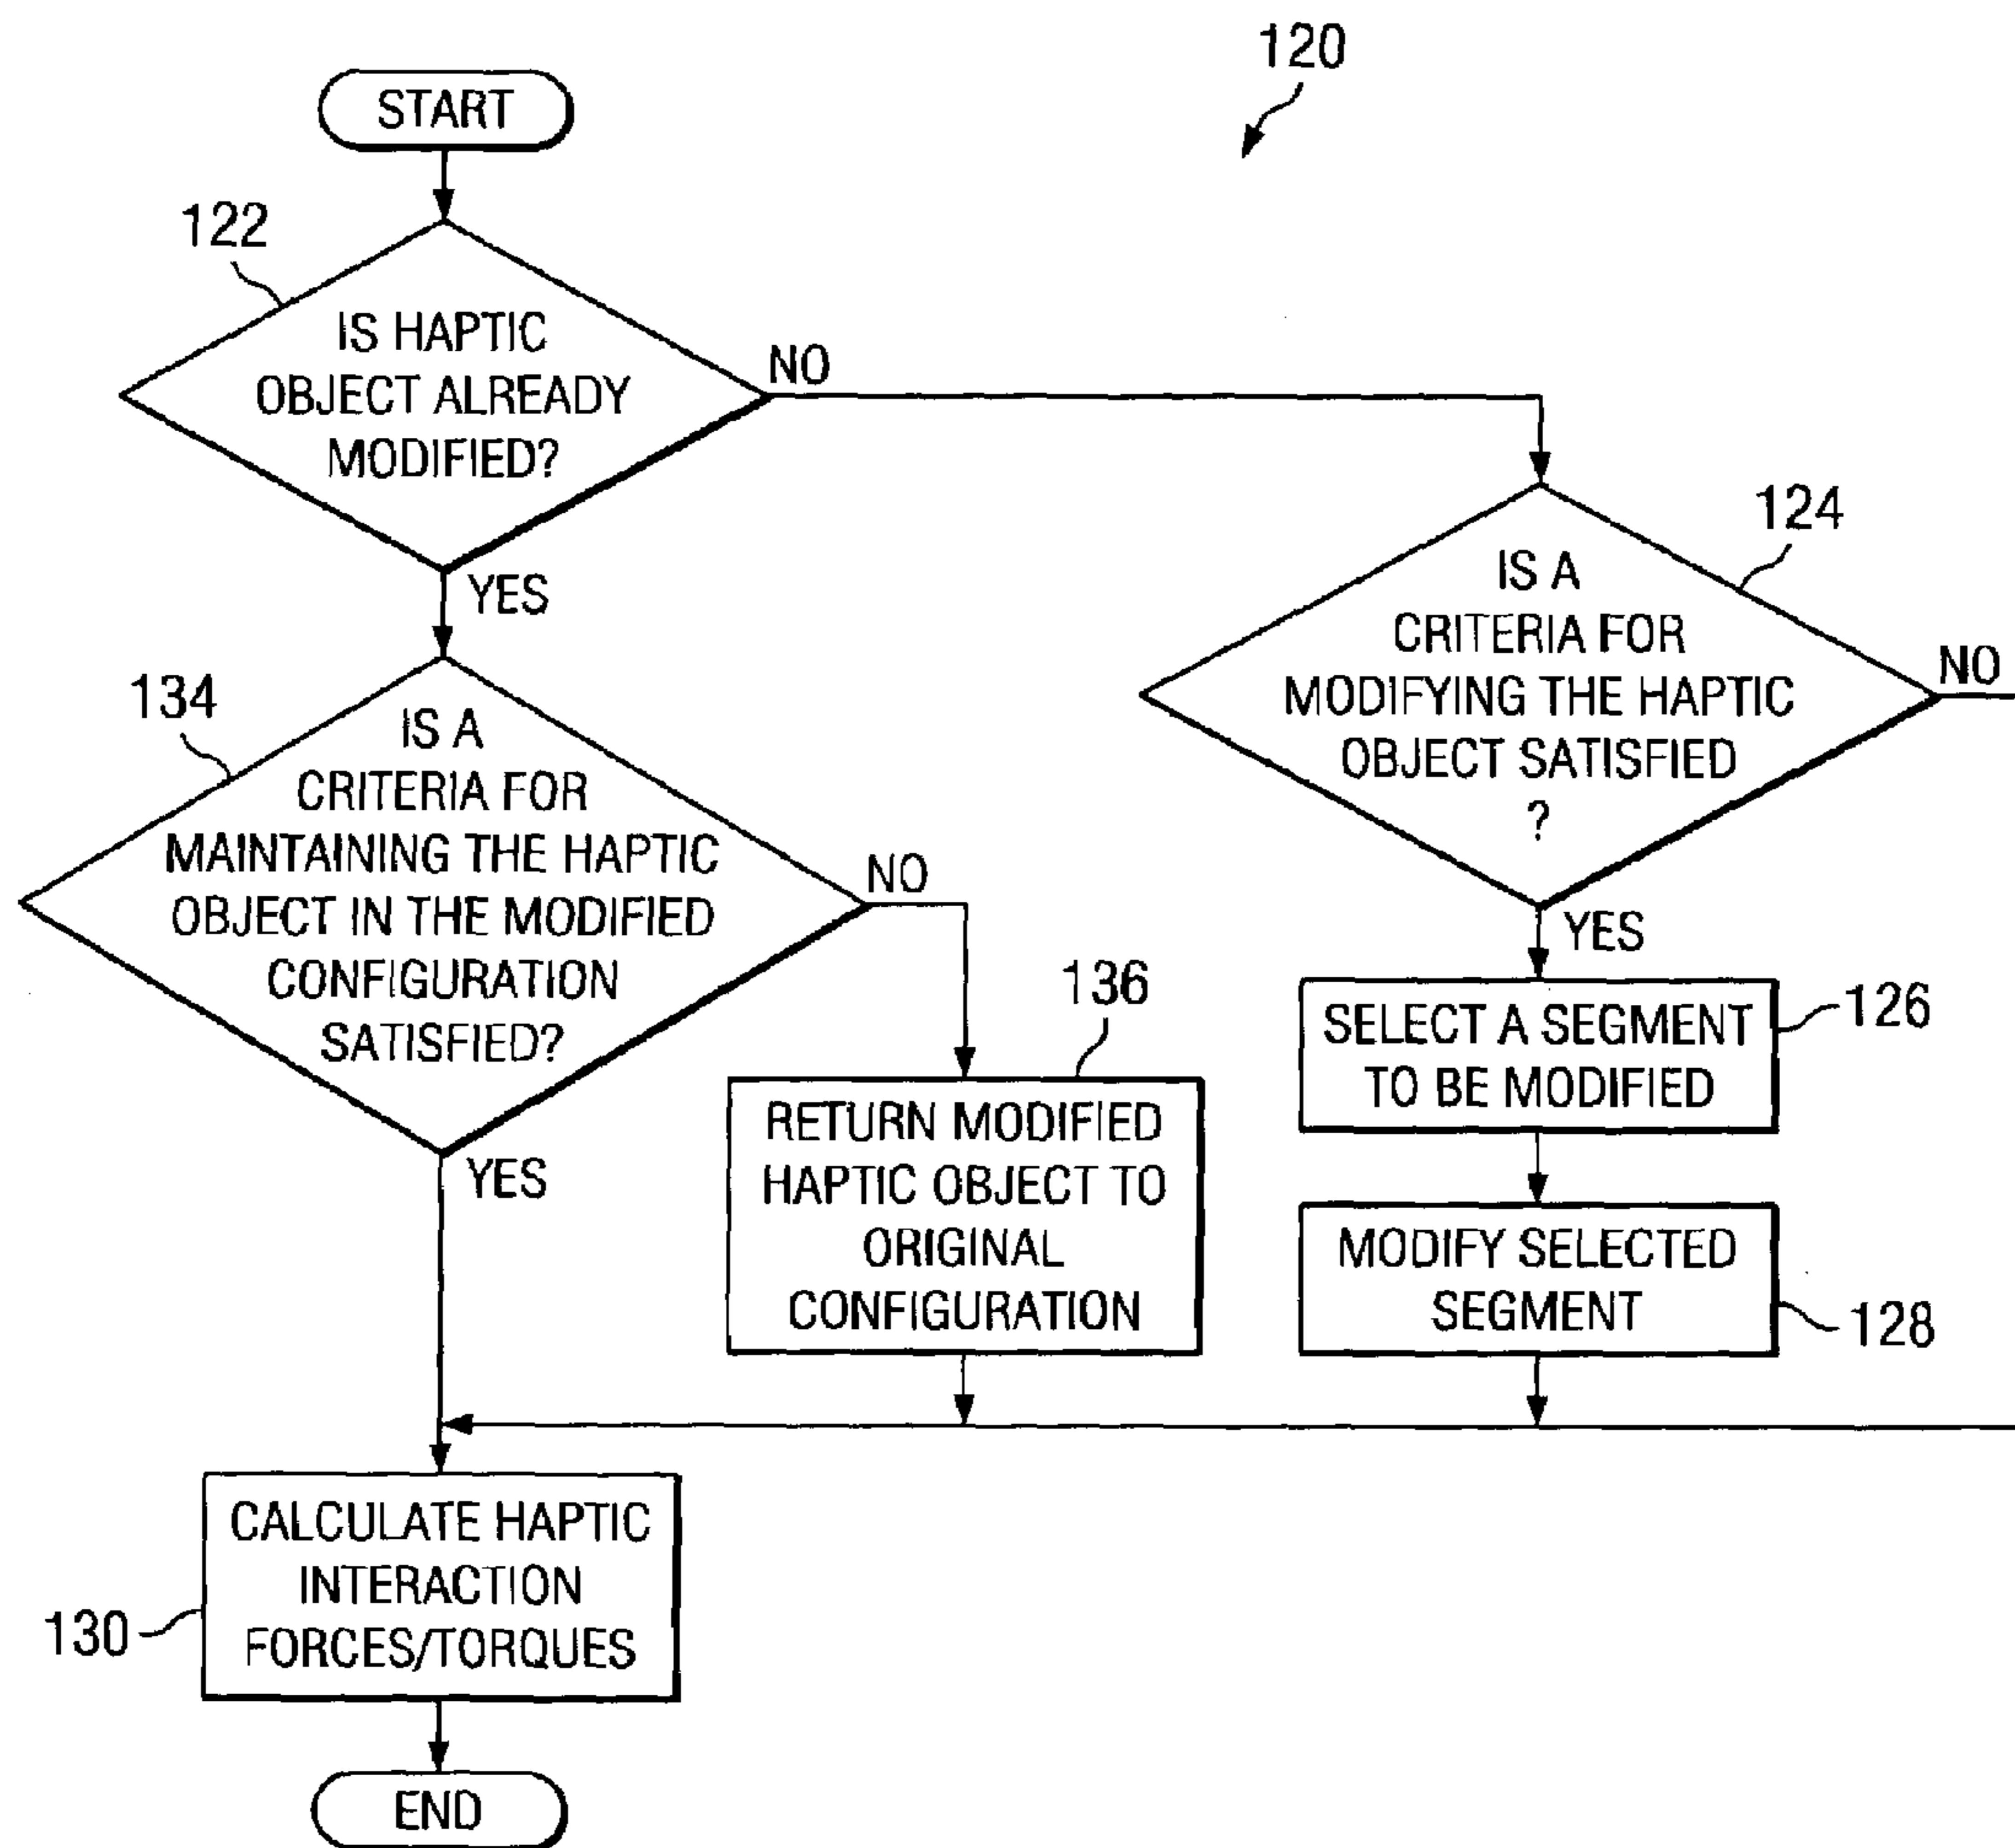 120
START
122
IS HAPTIC
OBJECT ALREADY
MODIFIED?
NO
YES
124
IS A
CRITERIA FOR
MODIFYING THE HAPTIC
OBJECT SATISFIED
?
NO
YES
134
IS A
CRITERIA FOR
MAINTAINING THE HAPTIC
OBJECT IN THE MODIFIED
CONFIGURATION
SATISFIED?
NO
YES
136
RETURN MODIFIED
HAPTIC OBJECT TO
ORIGINAL
CONFIGURATION
126
SELECT A SEGMENT
TO BE MODIFIED
MODIFY SELECTED
SEGMENT
128
CALCULATE HAPTIC
INTERACTION
FORCES/TORQUES
130
END